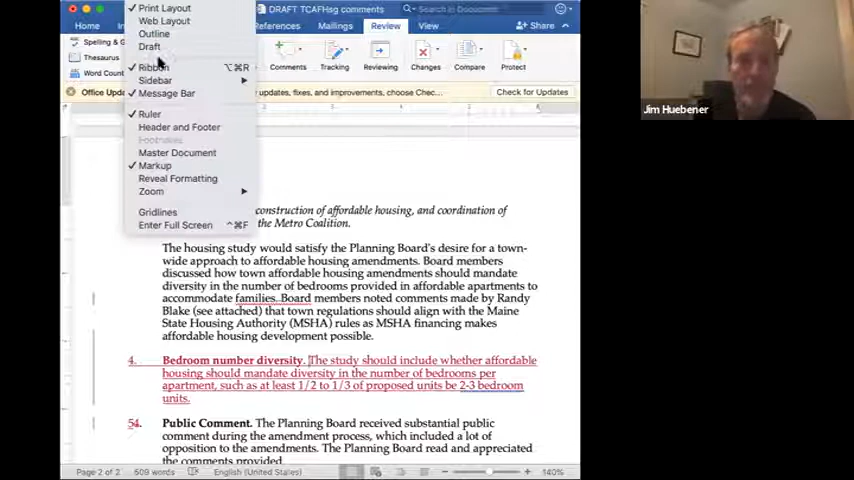 Print Layout
DRAFT TCAFHsg comments
Search in Document
Web Layout
Home
References
Mailings
Review
View
Share
Outline
Draft
Spelling & G
Thesaurus
Word Count
Comments
Tracking
Reviewing
Changes
Compare
Protect
Ribbon ⌥⌘R
Sidebar
Message Bar
Office Upda
updates, fixes, and improvements, choose Chec...
Check for Updates
Ruler
Header and Footer
Footnotes
Master Document
Markup
Reveal Formatting
Zoom
Gridlines
Enter Full Screen ^⌘F
construction of affordable housing, and coordination of
the Metro Coalition.
The housing study would satisfy the Planning Board's desire for a town-
wide approach to affordable housing amendments. Board members
discussed how town affordable housing amendments should mandate
diversity in the number of bedrooms provided in affordable apartments to
accommodate families. Board members noted comments made by Randy
Blake (see attached) that town regulations should align with the Maine
State Housing Authority (MSHA) rules as MSHA financing makes
affordable housing development possible.
4. Bedroom number diversity. The study should include whether affordable
housing should mandate diversity in the number of bedrooms per
apartment, such as at least 1/2 to 1/3 of proposed units be 2-3 bedroom
units.
54. Public Comment. The Planning Board received substantial public
comment during the amendment process, which included a lot of
opposition to the amendments. The Planning Board read and appreciated
the comments provided.
Page 2 of 2
509 words
English (United States)
140%
Jim Huebener